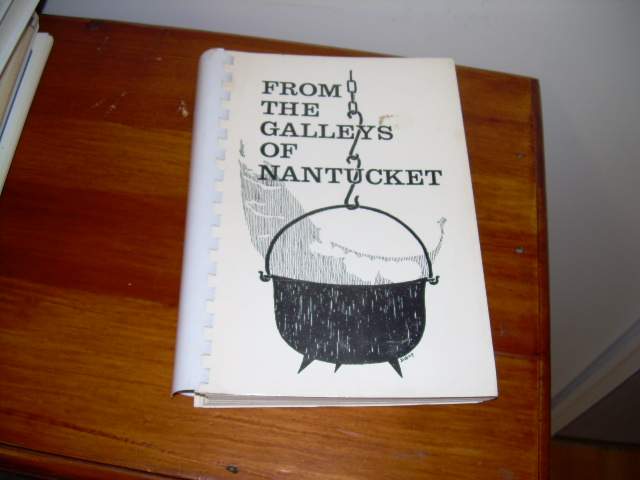 FROM
THE
GALLEYS
OF
NANTUCKET